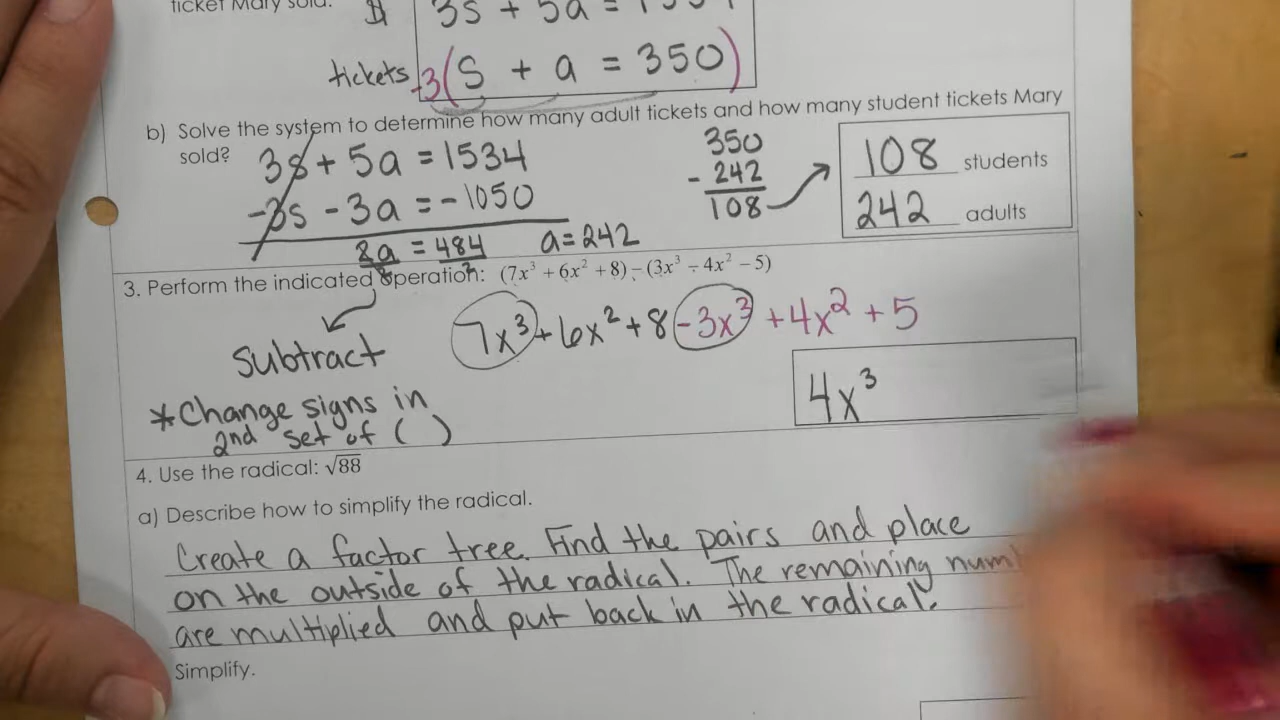 ticket Mary sold.
$ 3s + 5a = 1534
tickets -3(S + a = 350)
b) Solve the system to determine how many adult tickets and how many student tickets Mary
sold?
3s + 5a = 1534
-3s - 3a = -1050
2a = 484
2 2
a = 242
350
- 242
108
108 students
242 adults
3. Perform the indicated operation: (7x³ + 6x² + 8) – (3x³ – 4x² – 5)
Subtract
*Change signs in
2nd set of ( )
7x³ + 6x² + 8 - 3x³ + 4x² + 5
4x³
4. Use the radical: √88
a) Describe how to simplify the radical.
Create a factor tree. Find the pairs and place
on the outside of the radical. The remaining
are multiplied and put back in the radical.
Simplify.